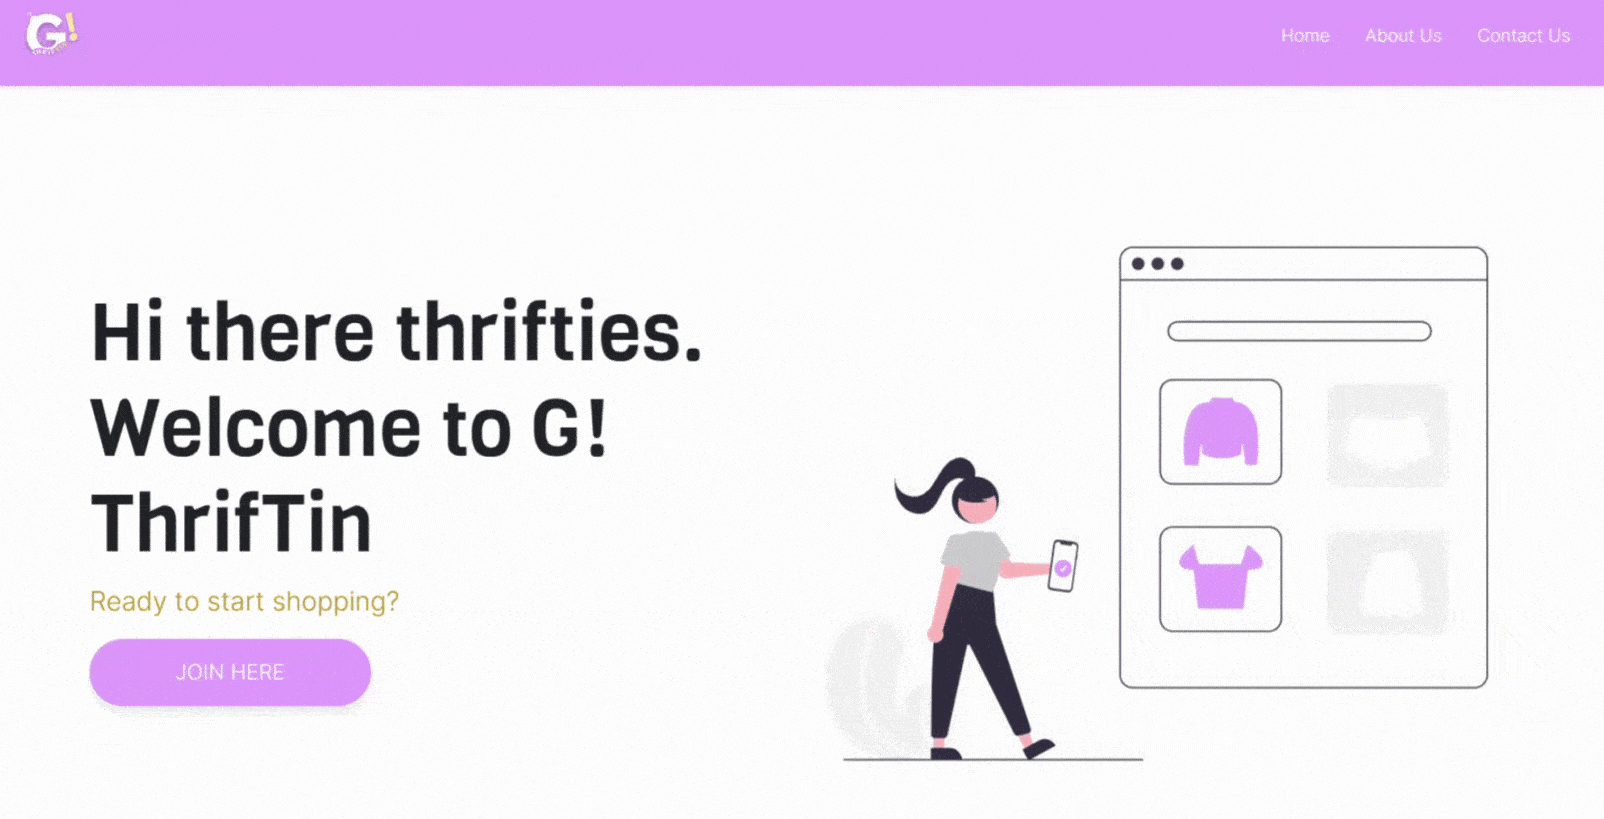 G!
Home
About Us
Contact Us
Hi there thrifties.
Welcome to G!
ThrifTin
Ready to start shopping?
JOIN HERE